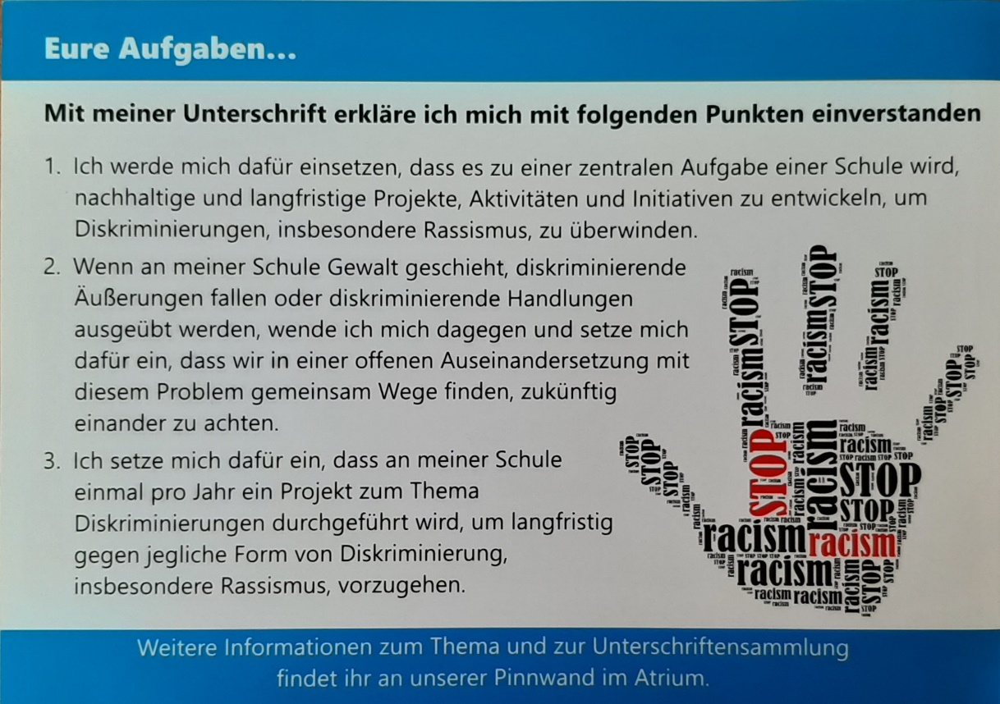 Eure Aufgaben...
Mit meiner Unterschrift erkläre ich mich mit folgenden Punkten einverstanden
1. Ich werde mich dafür einsetzen, dass es zu einer zentralen Aufgabe einer Schule wird,
nachhaltige und langfristige Projekte, Aktivitäten und Initiativen zu entwickeln, um
Diskriminierungen, insbesondere Rassismus, zu überwinden.
2. Wenn an meiner Schule Gewalt geschieht, diskriminierende
Äußerungen fallen oder diskriminierende Handlungen
ausgeübt werden, wende ich mich dagegen und setze mich
dafür ein, dass wir in einer offenen Auseinandersetzung mit
diesem Problem gemeinsam Wege finden, zukünftig
einander zu achten.
3. Ich setze mich dafür ein, dass an meiner Schule
einmal pro Jahr ein Projekt zum Thema
Diskriminierungen durchgeführt wird, um langfristig
gegen jegliche Form von Diskriminierung,
insbesondere Rassismus, vorzugehen.
racism STOP
racism STOP
STOP racism
STOP
STOP
racism
racism
STOP
STOP
racism racism
racism
racism racism
Weitere Informationen zum Thema und zur Unterschriftensammlung
findet ihr an unserer Pinnwand im Atrium.